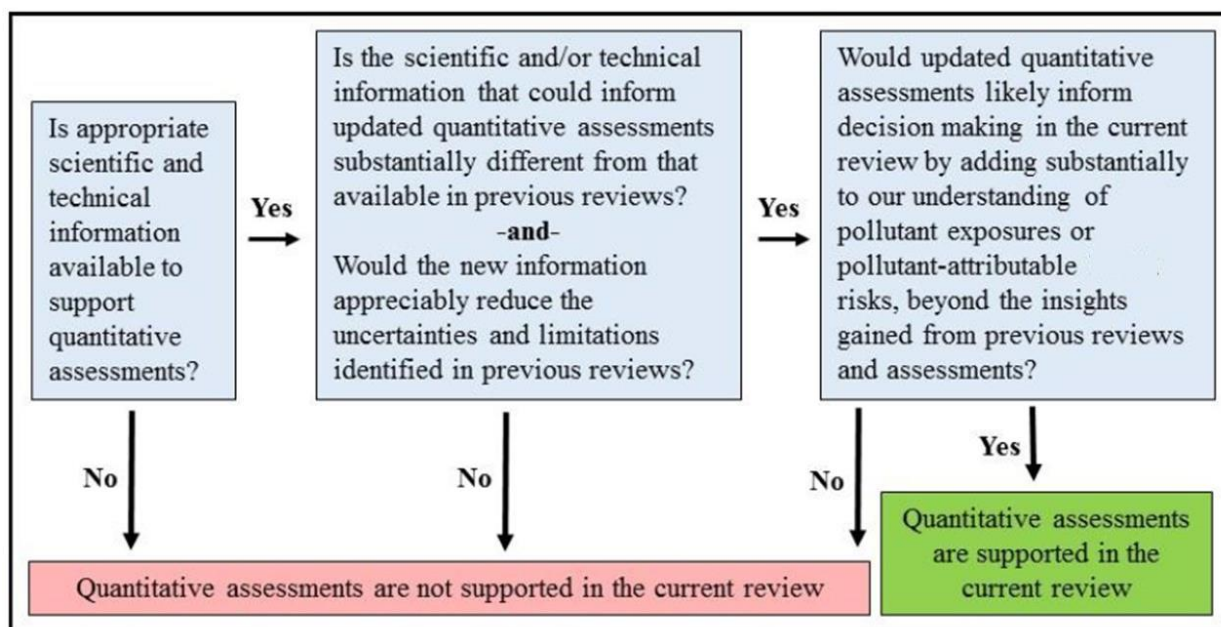 Is appropriate
scientific and
technical
information
available to
support
quantitative
assessments?
Yes
Is the scientific and/or technical
information that could inform
updated quantitative assessments
substantially different from that
available in previous reviews?
-and-
Would the new information
appreciably reduce the
uncertainties and limitations
identified in previous reviews?
Yes
Would updated quantitative
assessments likely inform
decision making in the current
review by adding substantially
to our understanding of
pollutant exposures or
pollutant-attributable
risks, beyond the insights
gained from previous reviews
and assessments?
No
No
No
Yes
Quantitative assessments are not supported in the current review
Quantitative assessments
are supported in the
current review